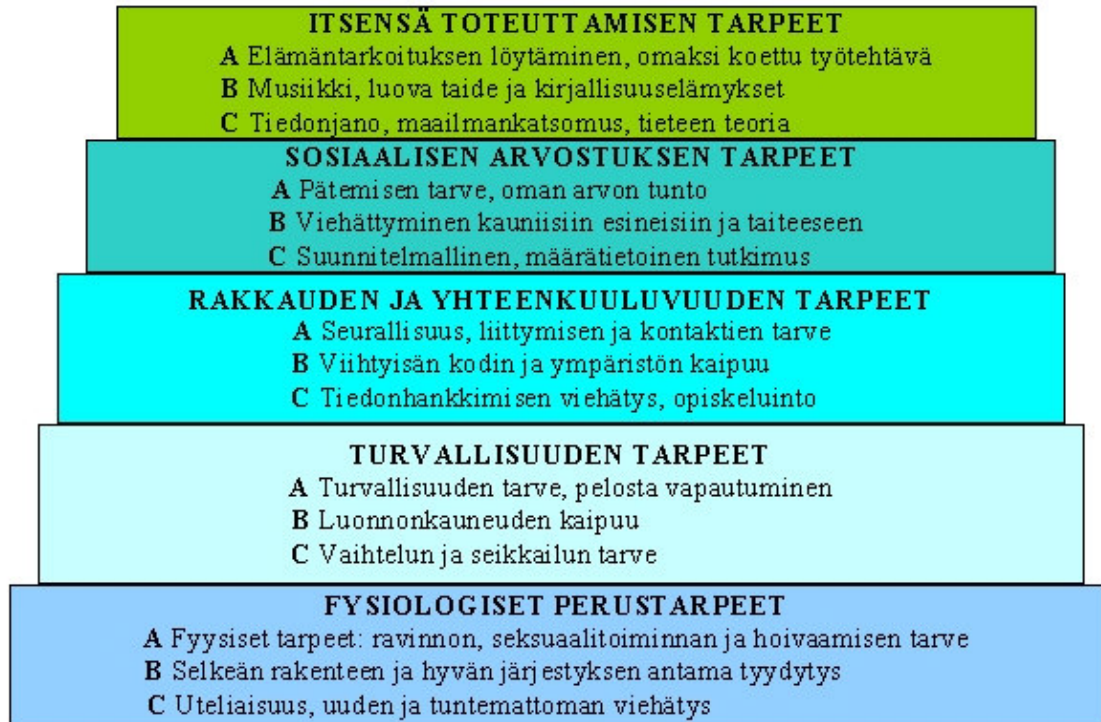 ITSENSÄ TOTEUTTAMISEN TARPEET
A Elämäntarkoituksen löytäminen, omaksi koettu työtehtävä
B Musiikki, luova taide ja kirjallisuuselämykset
C Tiedonjano, maailmankatsomus, tieteen teoria
SOSIAALISEN ARVOSTUKSEN TARPEET
A Pätemisen tarve, oman arvon tunto
B Viehättyminen kauniisiin esineisiin ja taiteeseen
C Suunnitelmallinen, määrätietoinen tutkimus
RAKKAUDEN JA YHTEENKUULUVUUDEN TARPEET
A Seurallisuus, liittymisen ja kontaktien tarve
B Viihtyisän kodin ja ympäristön kaipuu
C Tiedonhankkimisen viehätys, opiskeluinto
TURVALLISUUDEN TARPEET
A Turvallisuuden tarve, pelosta vapautuminen
B Luonnonkauneuden kaipuu
C Vaihtelun ja seikkailun tarve
FYSIOLOGISET PERUSTARPEET
A Fyysiset tarpeet: ravinnon, seksuaalitoiminnan ja hoivaamisen tarve
B Selkeän rakenteen ja hyvän järjestyksen antama tyydytys
C Uteliaisuus, uuden ja tuntemattoman viehätys